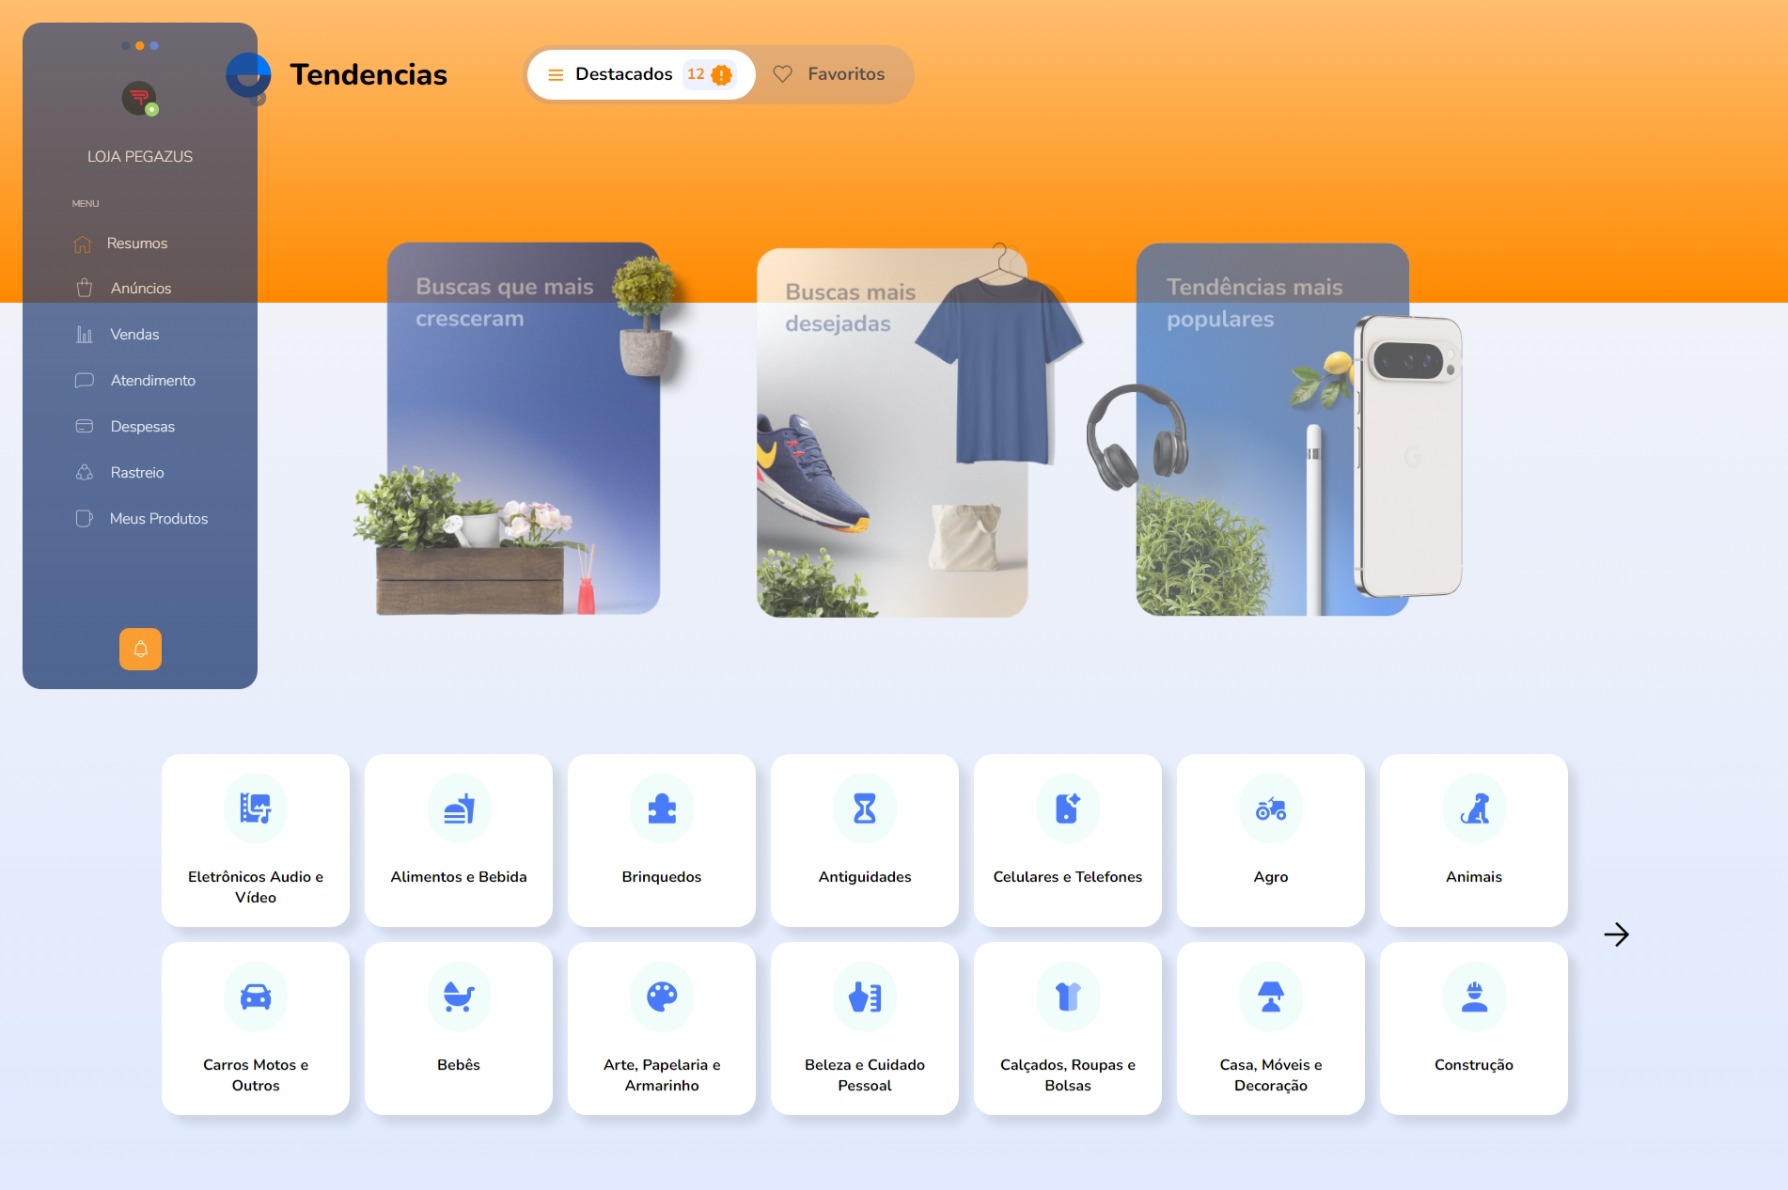 Tendencias
Destacados 12
Favoritos
LOJA PEGAZUS
MENU
Resumos
Anúncios
Vendas
Atendimento
Despesas
Rastreio
Meus Produtos
Buscas que mais
cresceram
Buscas mais
desejadas
Tendências mais
populares
Eletrônicos Audio e
Vídeo
Alimentos e Bebida
Brinquedos
Antiguidades
Celulares e Telefones
Agro
Animais
Carros Motos e
Outros
Bebês
Arte, Papelaria e
Armarinho
Beleza e Cuidado
Pessoal
Calçados, Roupas e
Bolsas
Casa, Móveis e
Decoração
Construção